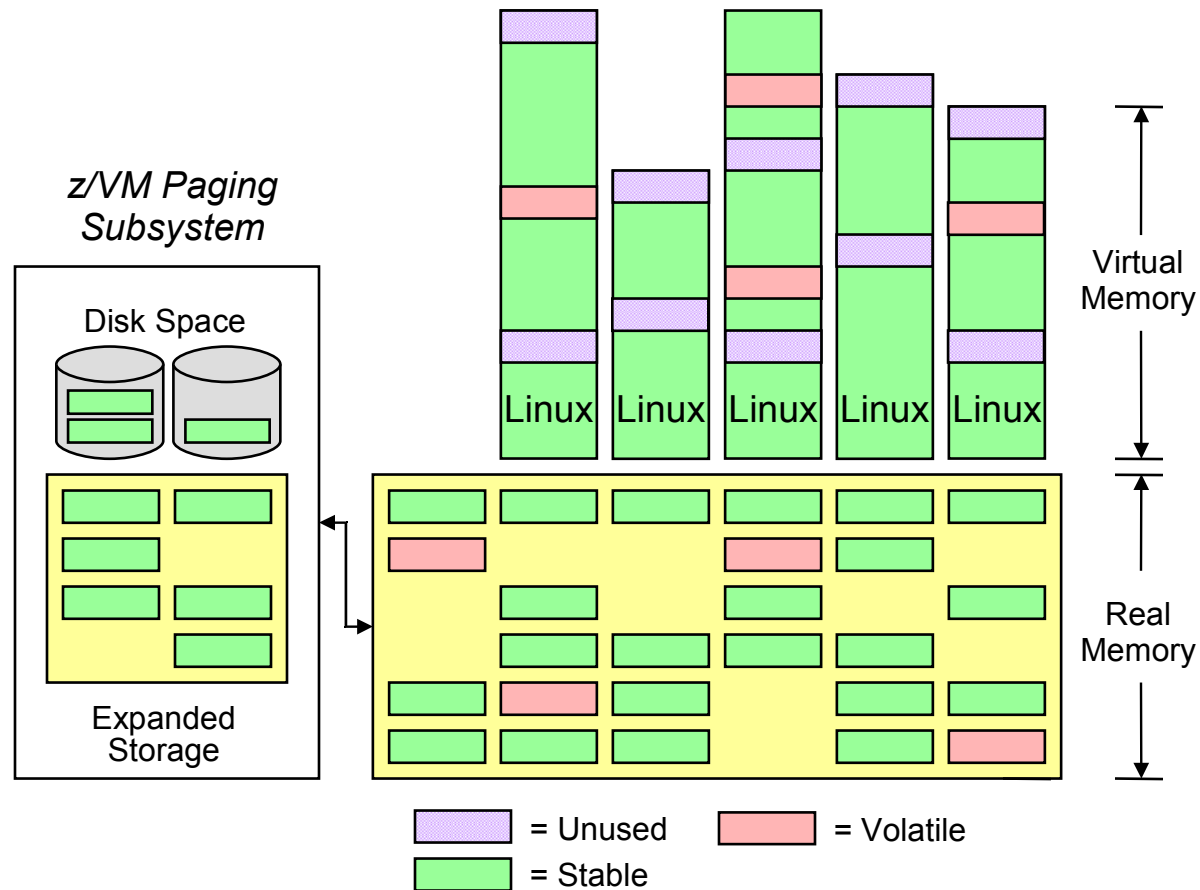 z/VM Paging
Subsystem
Disk Space
Expanded
Storage
Linux
Linux
Linux
Linux
Linux
Virtual
Memory
Real
Memory
= Unused
= Volatile
= Stable